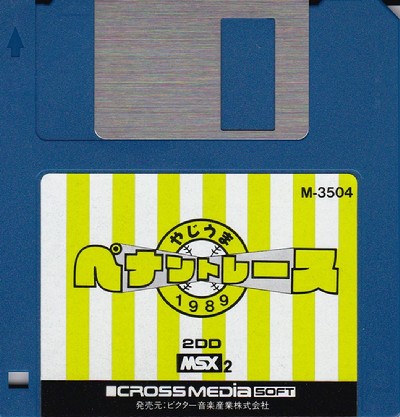 M-3504
やじうま
ペナントレース
1989
2DD
MSX2
CROSS MEDIA SOFT
発売元:ビクター音楽産業株式会社